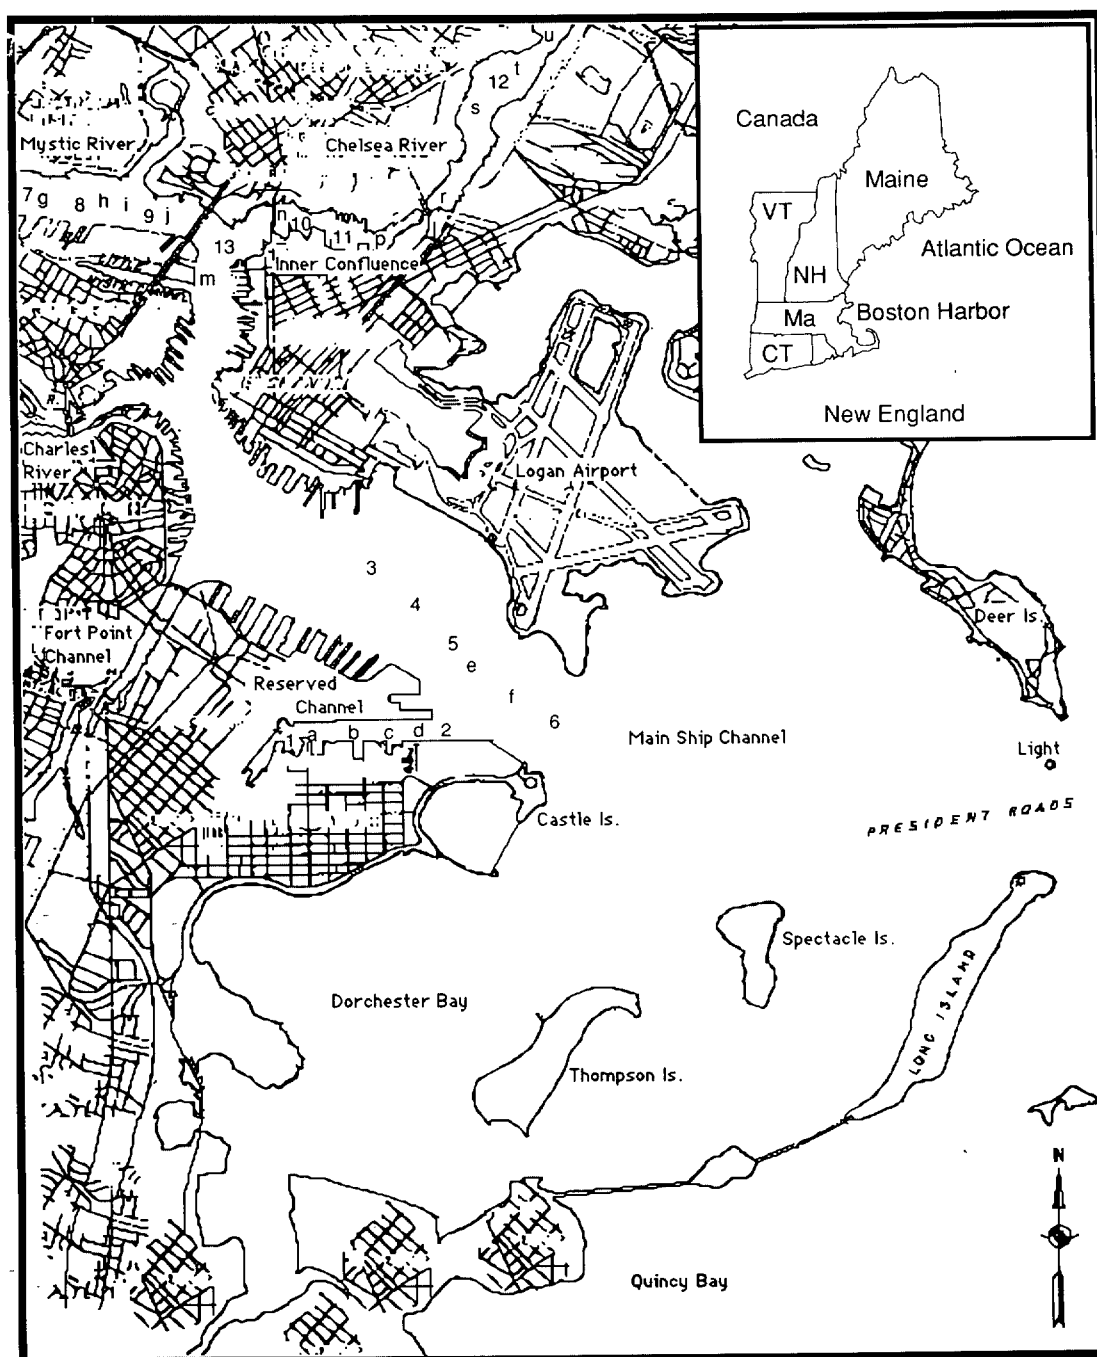 u
12 t
s
Mystic River
Chelsea River
7 g 8 h i 9 j
r
n 10 11 p
13
m
Inner Confluence
Canada
Maine
VT
Atlantic Ocean
NH
Ma
Boston Harbor
CT
New England
Charles
River
Logan Airport
3
4
5
e
f
6
Fort Point
Channel
Reserved
Channel
1 a b c d 2
Main Ship Channel
Deer Is.
Light
PRESIDENT ROADS
Castle Is.
Spectacle Is.
LONG ISLAND
Dorchester Bay
Thompson Is.
N
Quincy Bay